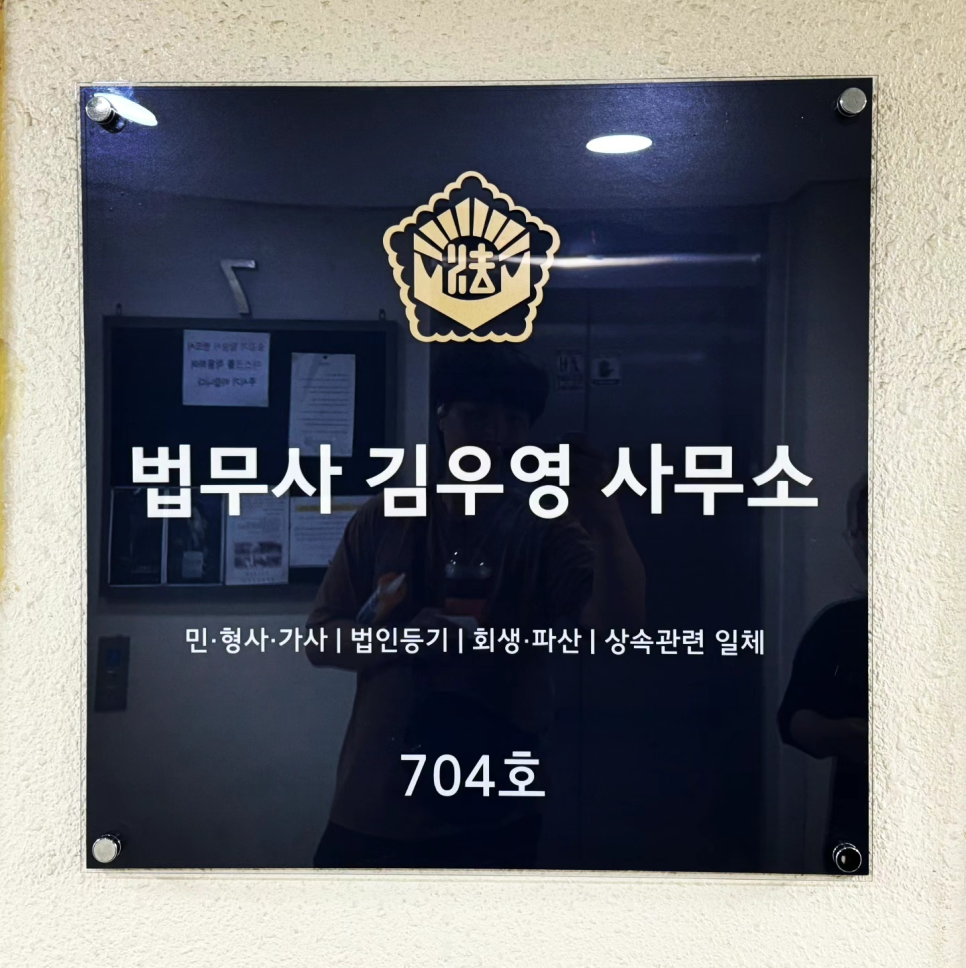 法
7
법무사 김우영 사무소
민·형사·가사 | 법인등기 | 회생·파산 | 상속관련 일체
704호